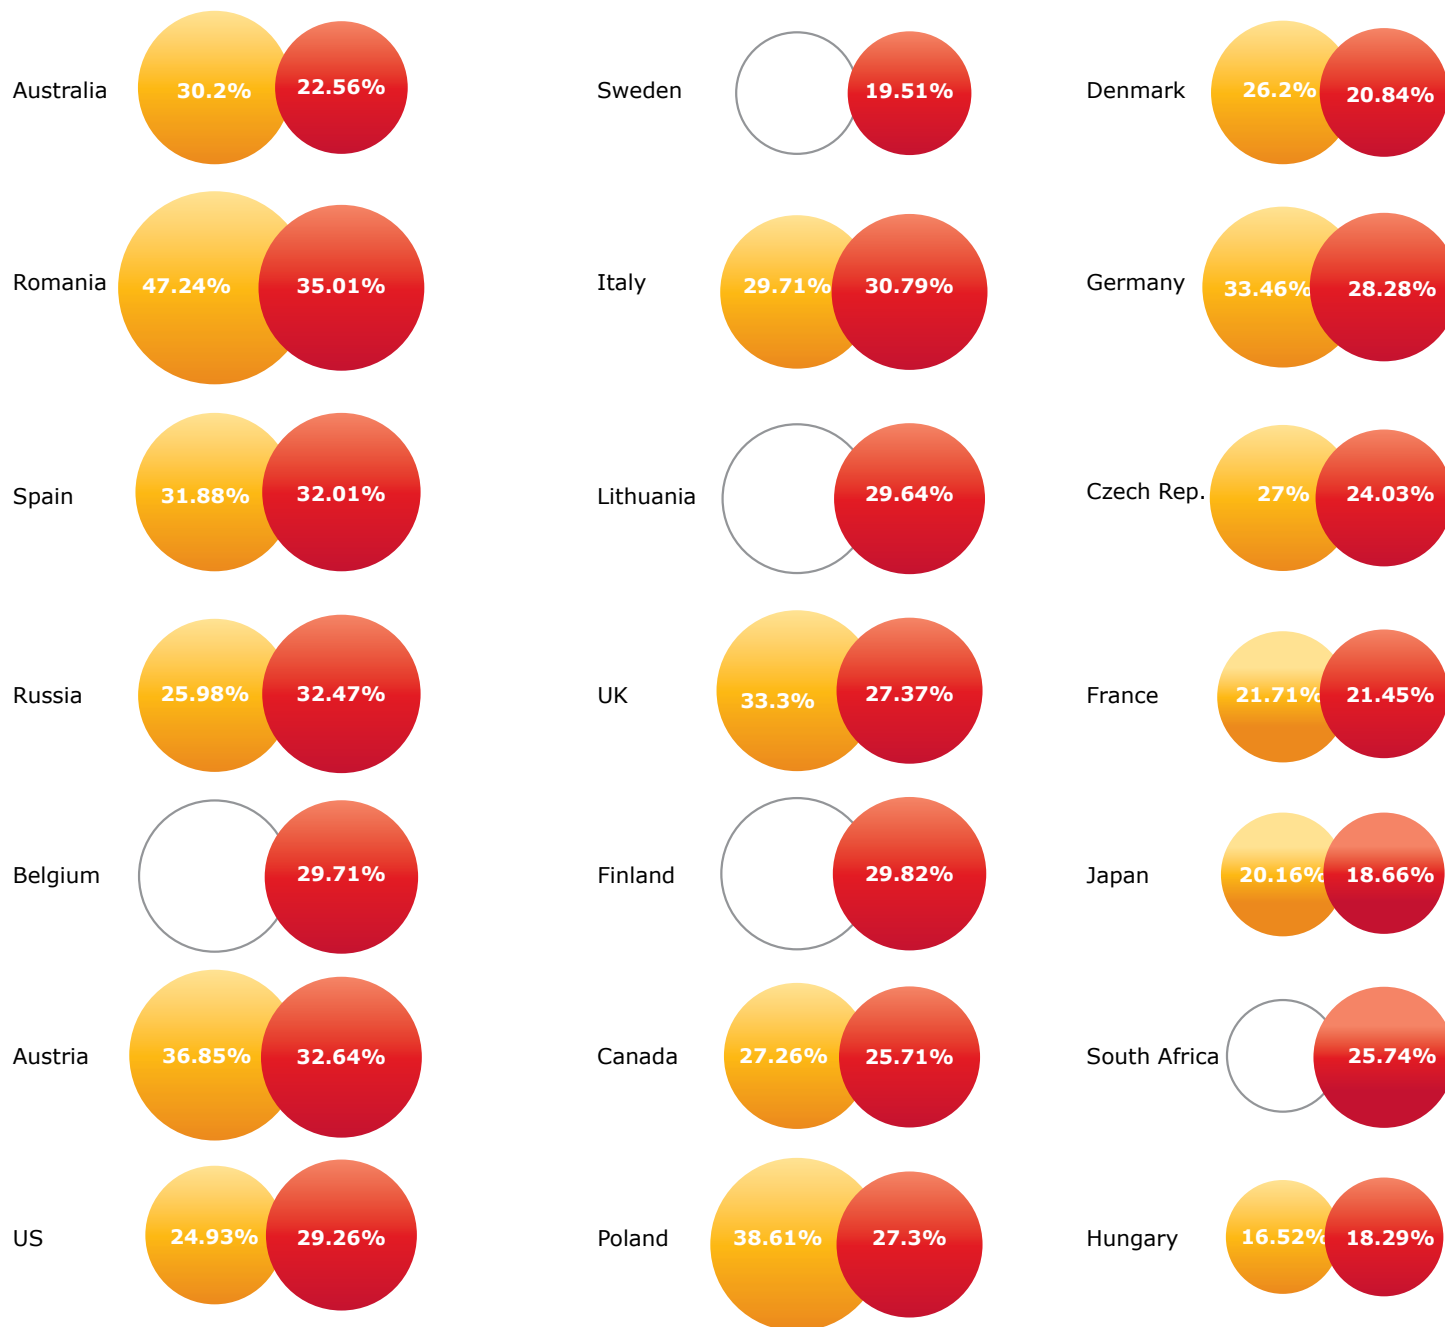 Australia 30.2% 22.56%
Romania 47.24% 35.01%
Spain 31.88% 32.01%
Russia 25.98% 32.47%
Belgium 29.71%
Austria 36.85% 32.64%
US 24.93% 29.26%
Sweden 19.51%
Italy 29.71% 30.79%
Lithuania 29.64%
UK 33.3% 27.37%
Finland 29.82%
Canada 27.26% 25.71%
Poland 38.61% 27.3%
Denmark 26.2% 20.84%
Germany 33.46% 28.28%
Czech Rep. 27% 24.03%
France 21.71% 21.45%
Japan 20.16% 18.66%
South Africa 25.74%
Hungary 16.52% 18.29%